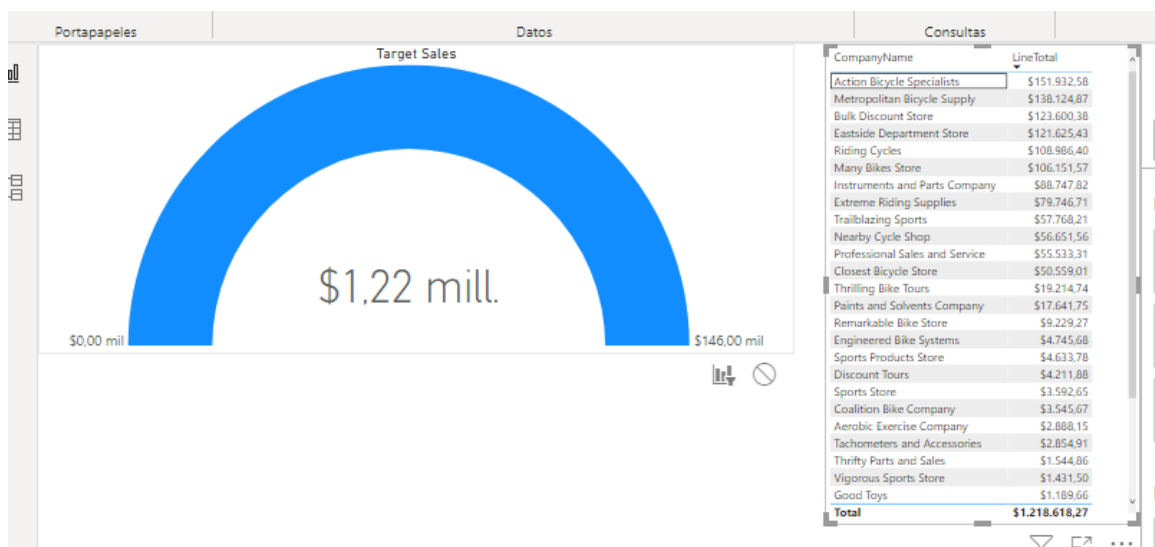 Portapapeles Datos Consultas
Target Sales
$1,22 mill.
$0,00 mil $146,00 mil
CompanyName LineTotal
Action Bicycle Specialists $151.932,58
Metropolitan Bicycle Supply $138.124,87
Bulk Discount Store $123.600,38
Eastside Department Store $121.625,43
Riding Cycles $108.986,40
Many Bikes Store $106.151,57
Instruments and Parts Company $88.747,82
Extreme Riding Supplies $79.746,71
Trailblazing Sports $57.768,21
Nearby Cycle Shop $56.651,56
Professional Sales and Service $55.533,31
Closest Bicycle Store $50.559,01
Thrilling Bike Tours $19.214,74
Paints and Solvents Company $17.641,75
Remarkable Bike Store $9.229,27
Engineered Bike Systems $4.745,68
Sports Products Store $4.633,78
Discount Tours $4.211,88
Sports Store $3.592,65
Coalition Bike Company $3.545,67
Aerobic Exercise Company $2.888,15
Tachometers and Accessories $2.854,91
Thrifty Parts and Sales $1.544,86
Vigorous Sports Store $1.431,50
Good Toys $1.189,66
Total $1.218.618,27